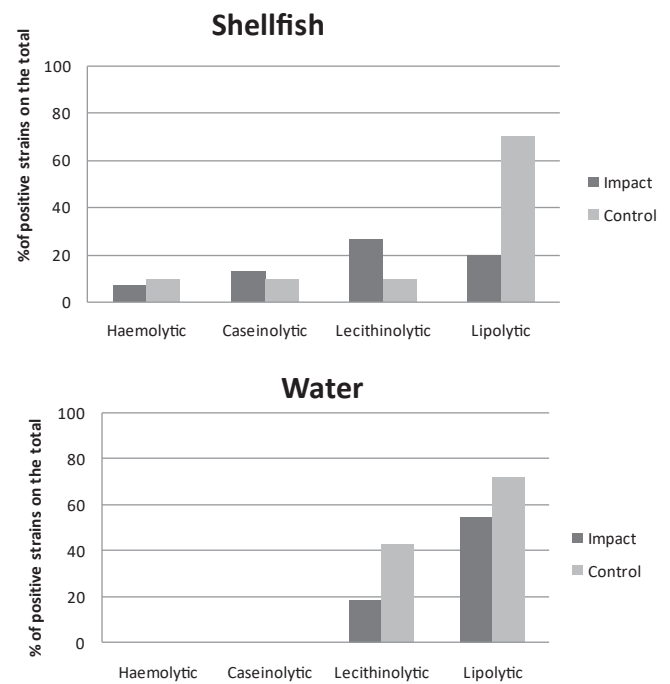 Shellfish
%of positive strains on the total
100
80
60
40
20
0
Haemolytic Caseinolytic Lecithinolytic Lipolytic
Impact
Control
Water
% of positive strains on the total
100
80
60
40
20
0
Haemolytic Caseinolytic Lecithinolytic Lipolytic
Impact
Control